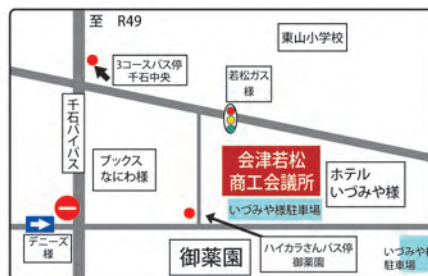 至 R49
東山小学校
3コースバス停
千石中央
若松ガス
様
千石バイパス
ブックス
なにわ様
会津若松
商工会議所
ホテル
いづみや様
いづみや様駐車場
デニーズ
様
御薬園
ハイカラさんバス停
御薬園
いづみや
駐車場